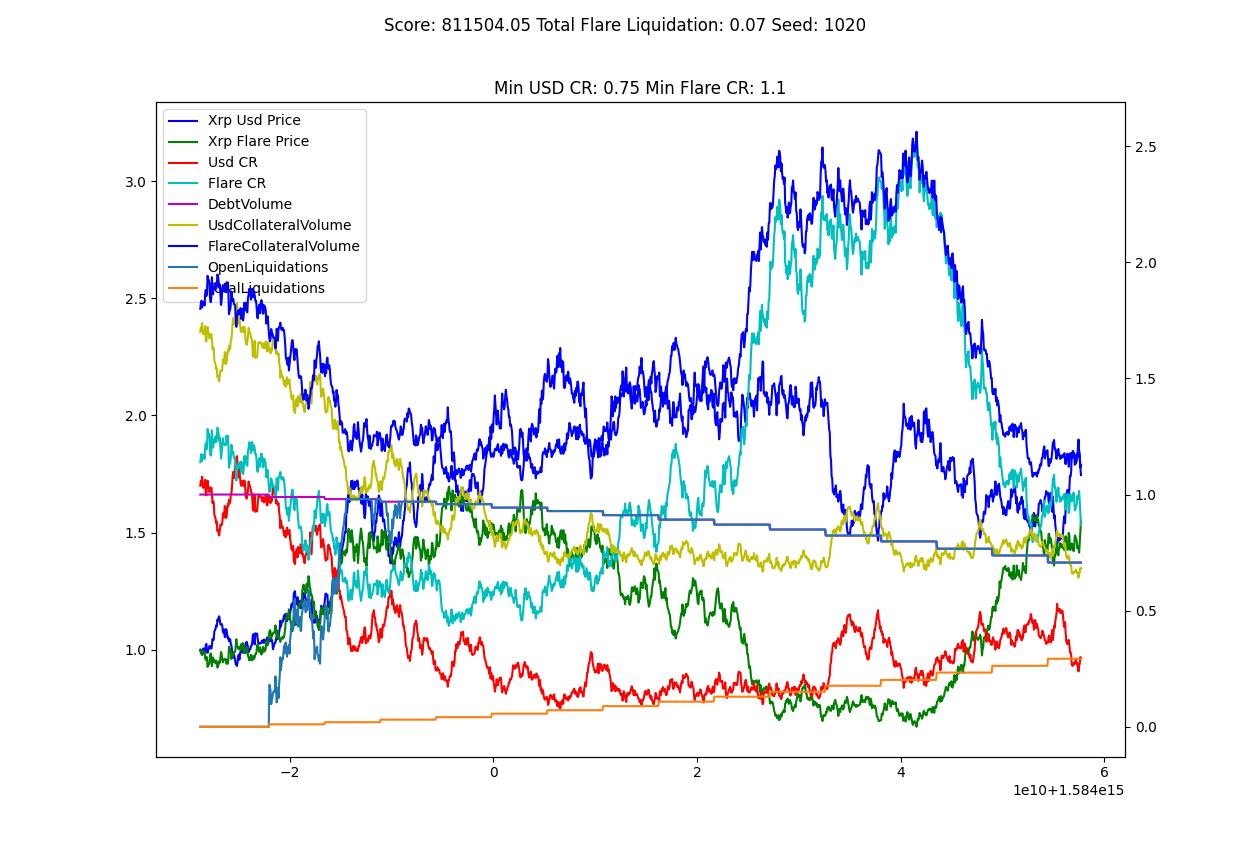 Score: 811504.05 Total Flare Liquidation: 0.07 Seed: 1020
Min USD CR: 0.75 Min Flare CR: 1.1
Xrp Usd Price
Xrp Flare Price
Usd CR
Flare CR
DebtVolume
UsdCollateralVolume
FlareCollateralVolume
OpenLiquidations
TotalLiquidations
3.0
2.5
2.0
1.5
1.0
2.5
2.0
1.5
1.0
0.5
0.0
−2
0
2
4
6
1e10+1.584e15